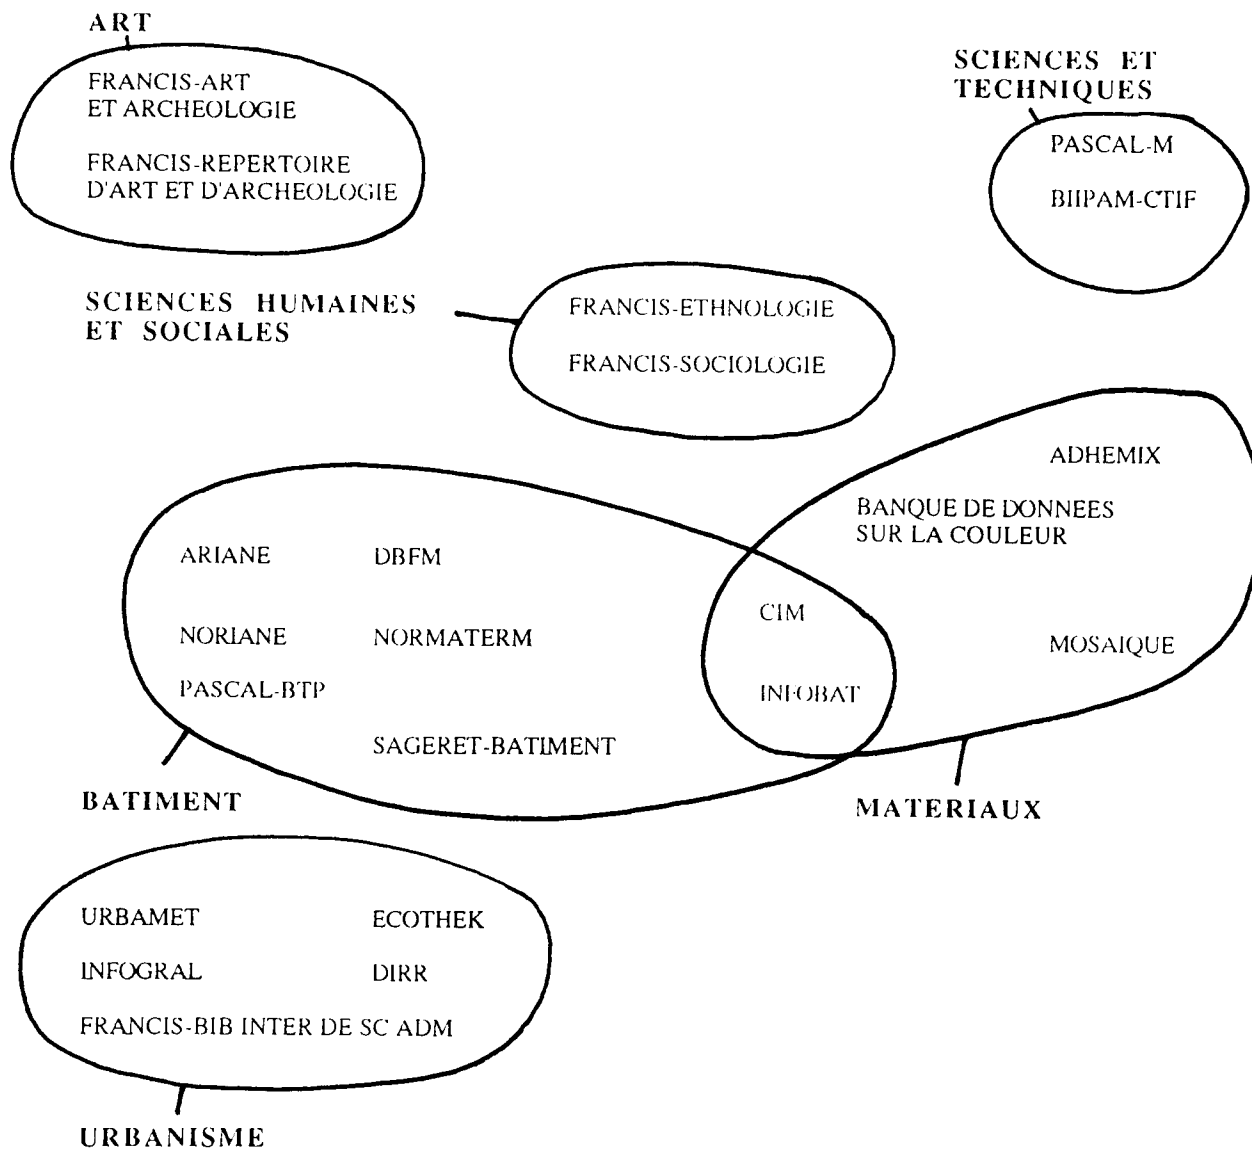 ART
FRANCIS-ART
ET ARCHEOLOGIE
FRANCIS-REPERTOIRE
D'ART ET D'ARCHEOLOGIE
SCIENCES ET
TECHNIQUES
PASCAL-M
BIIPAM-CTIF
SCIENCES HUMAINES
ET SOCIALES
FRANCIS-ETHNOLOGIE
FRANCIS-SOCIOLOGIE
ADHEMIX
BANQUE DE DONNEES
SUR LA COULEUR
CIM
INFOBAT
MOSAIQUE
MATERIAUX
ARIANE
DBFM
NORIANE
NORMATERM
PASCAL-BTP
SAGERET-BATIMENT
BATIMENT
URBAMET
ECOTHEK
INFOGRAL
DIRR
FRANCIS-BIB INTER DE SC ADM
URBANISME